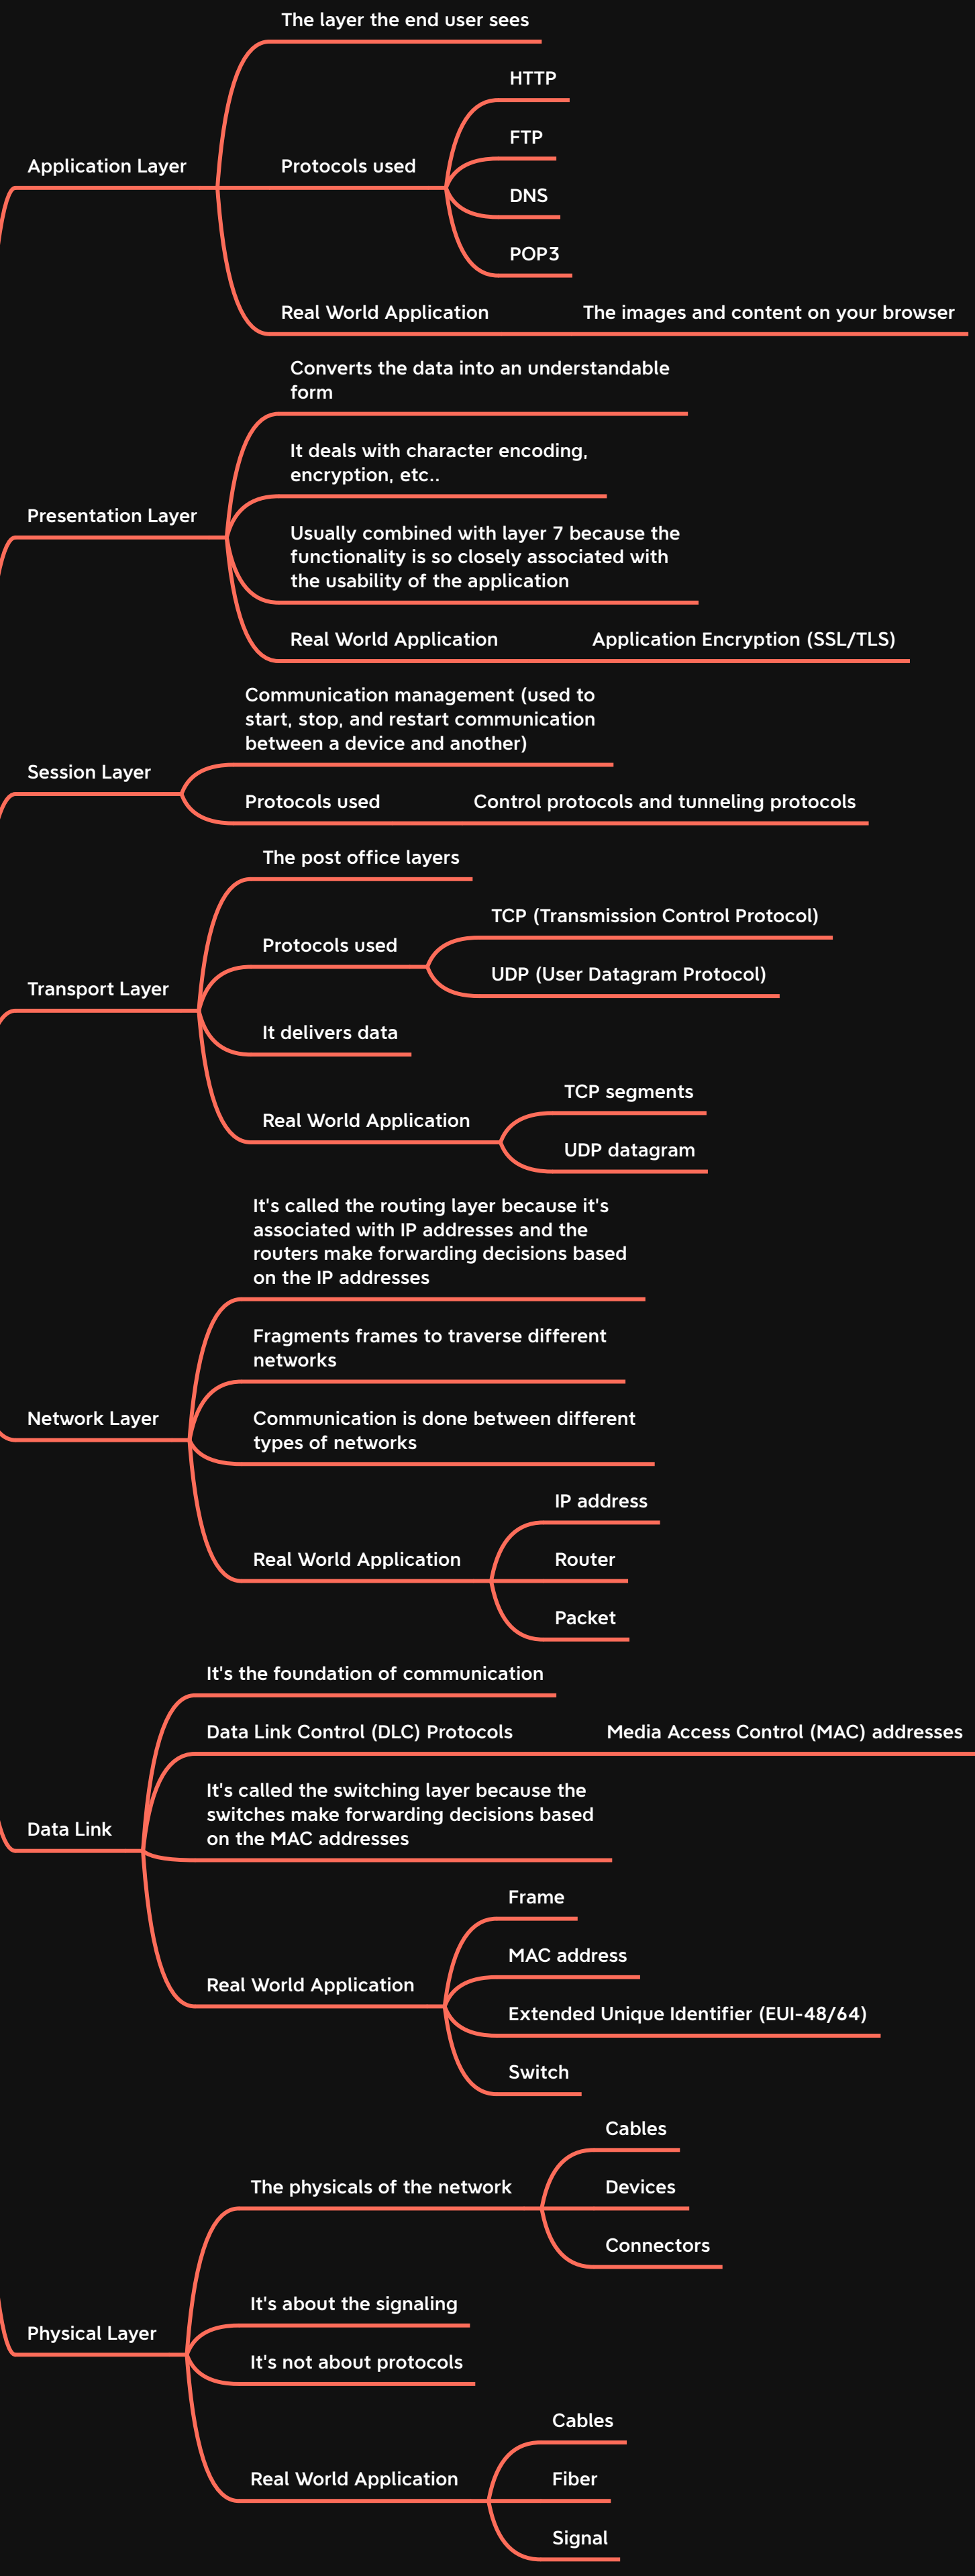 The layer the end user sees
HTTP
FTP
Application Layer
Protocols used
DNS
POP3
Real World Application
The images and content on your browser
Converts the data into an understandable
form
It deals with character encoding,
encryption, etc..
Presentation Layer
Usually combined with layer 7 because the
functionality is so closely associated with
the usability of the application
Real World Application
Application Encryption (SSL/TLS)
Communication management (used to
start, stop, and restart communication
between a device and another)
Session Layer
Protocols used
Control protocols and tunneling protocols
The post office layers
TCP (Transmission Control Protocol)
Protocols used
UDP (User Datagram Protocol)
Transport Layer
It delivers data
TCP segments
Real World Application
UDP datagram
It's called the routing layer because it's
associated with IP addresses and the
routers make forwarding decisions based
on the IP addresses
Fragments frames to traverse different
networks
Network Layer
Communication is done between different
types of networks
IP address
Real World Application
Router
Packet
It's the foundation of communication
Data Link Control (DLC) Protocols
Media Access Control (MAC) addresses
Data Link
It's called the switching layer because the
switches make forwarding decisions based
on the MAC addresses
Frame
MAC address
Real World Application
Extended Unique Identifier (EUI-48/64)
Switch
Cables
The physicals of the network
Devices
Connectors
It's about the signaling
Physical Layer
It's not about protocols
Cables
Real World Application
Fiber
Signal